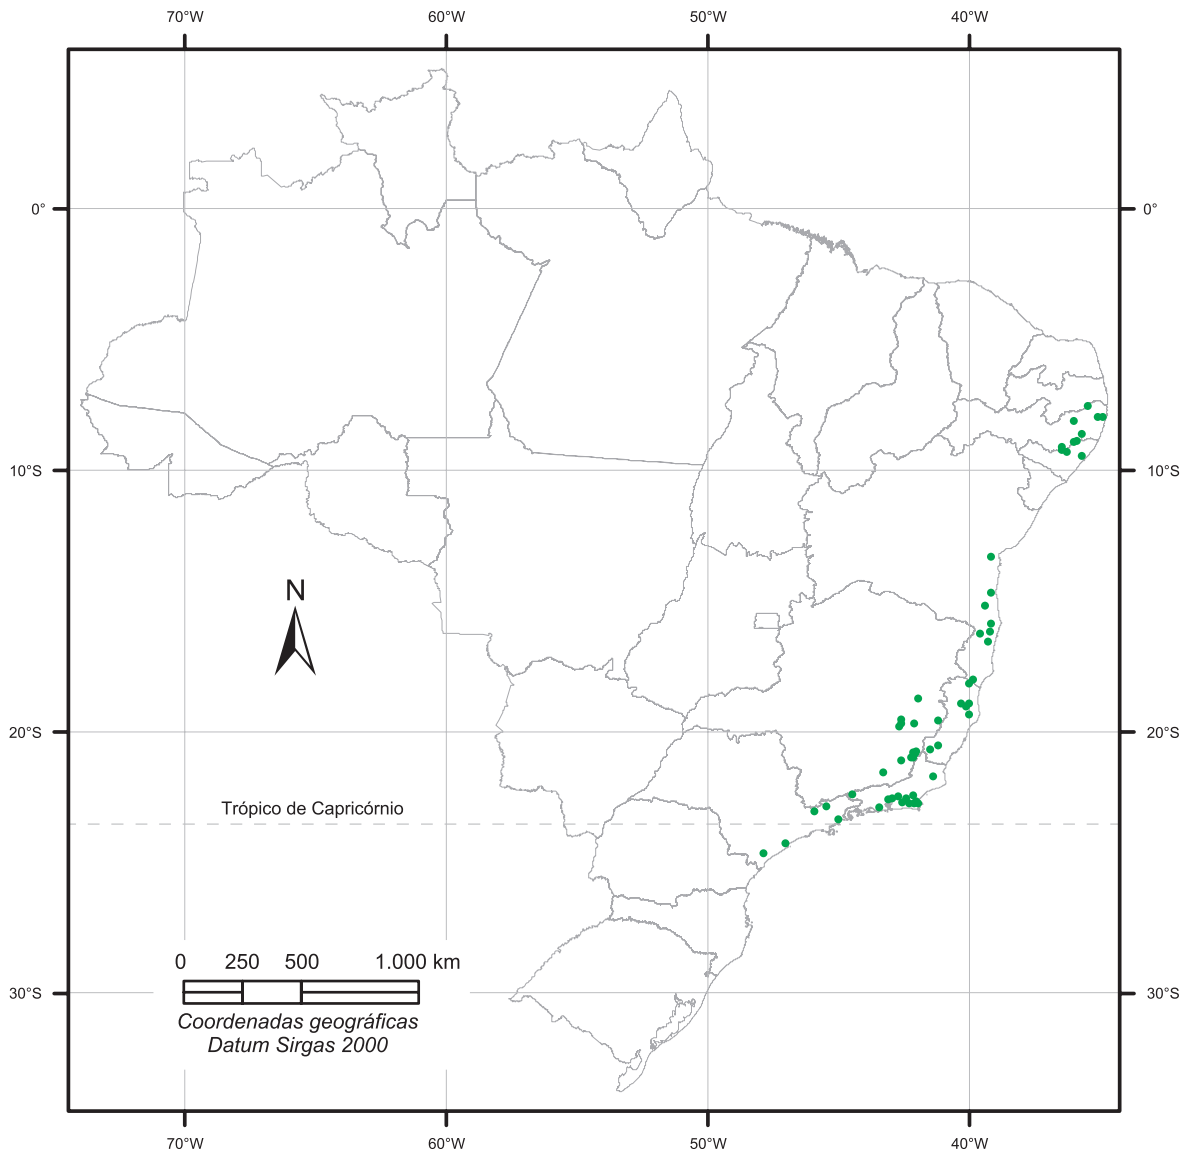 70°W 60°W 50°W 40°W
0° 0°
10°S 10°S
N
20°S 20°S
Trópico de Capricórnio
0 250 500 1.000 km
30°S 30°S
Coordenadas geográficas
Datum Sirgas 2000
70°W 60°W 50°W 40°W